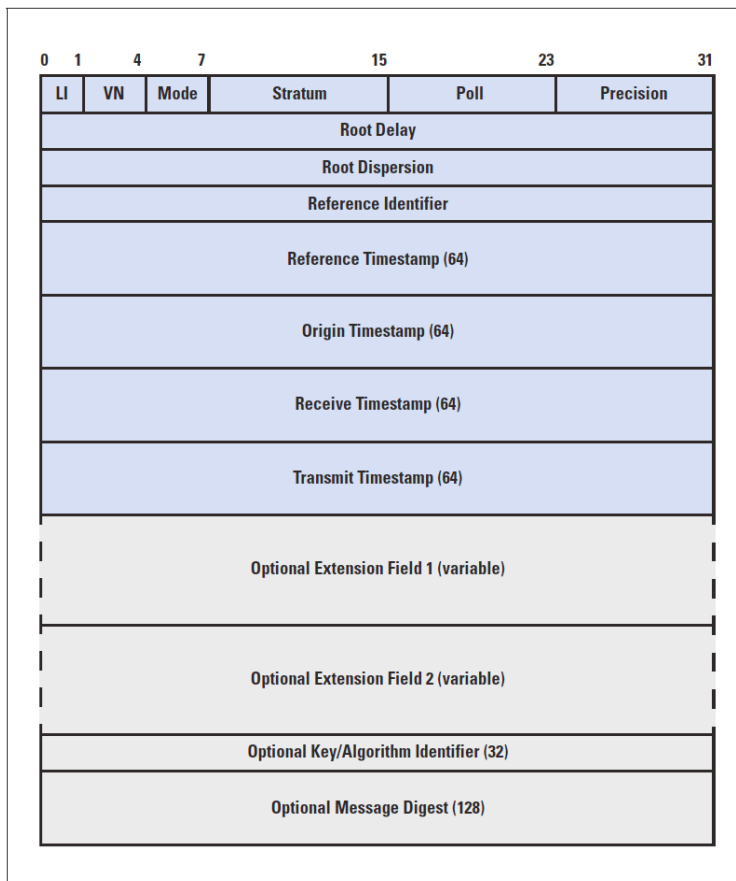 0 1 4 7 15 23 31
LI VN Mode Stratum Poll Precision
Root Delay
Root Dispersion
Reference Identifier
Reference Timestamp (64)
Origin Timestamp (64)
Receive Timestamp (64)
Transmit Timestamp (64)
Optional Extension Field 1 (variable)
Optional Extension Field 2 (variable)
Optional Key/Algorithm Identifier (32)
Optional Message Digest (128)